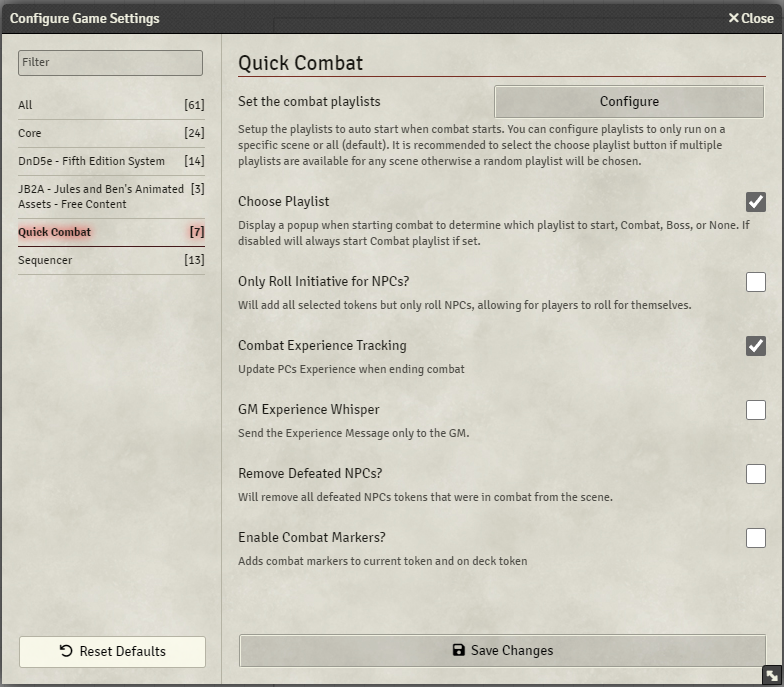 Configure Game Settings
Close
Filter
All [61]
Core [24]
DnD5e - Fifth Edition System [14]
JB2A - Jules and Ben's Animated [3]
Assets - Free Content
Quick Combat [7]
Sequencer [13]
Reset Defaults
Quick Combat
Set the combat playlists
Configure
Setup the playlists to auto start when combat starts. You can configure playlists to only run on a
specific scene or all (default). It is recommended to select the choose playlist button if multiple
playlists are available for any scene otherwise a random playlist will be chosen.
Choose Playlist
Display a popup when starting combat to determine which playlist to start, Combat, Boss, or None. If
disabled will always start Combat playlist if set.
Only Roll Initiative for NPCs?
Will add all selected tokens but only roll NPCs, allowing for players to roll for themselves.
Combat Experience Tracking
Update PCs Experience when ending combat
GM Experience Whisper
Send the Experience Message only to the GM.
Remove Defeated NPCs?
Will remove all defeated NPCs tokens that were in combat from the scene.
Enable Combat Markers?
Adds combat markers to current token and on deck token
Save Changes